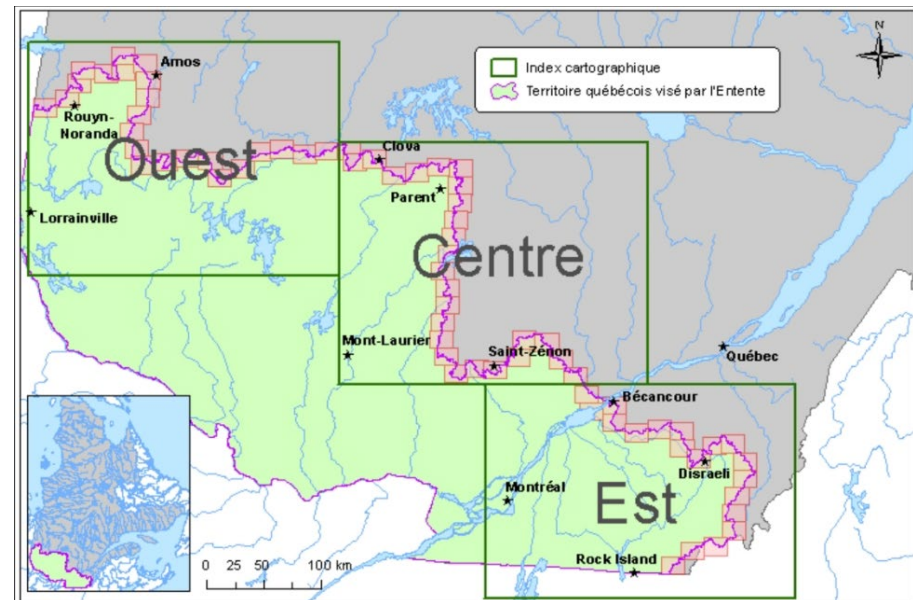 N
Index cartographique
Territoire québécois visé par l'Entente
Amos
Rouyn-
Noranda
Ouest
Clova
Parent
Lorrainville
Centre
Mont-Laurier
Saint-Zénon
Québec
Bécancour
Disraeli
Montréal
Est
Rock Island
0 25 50 100 km